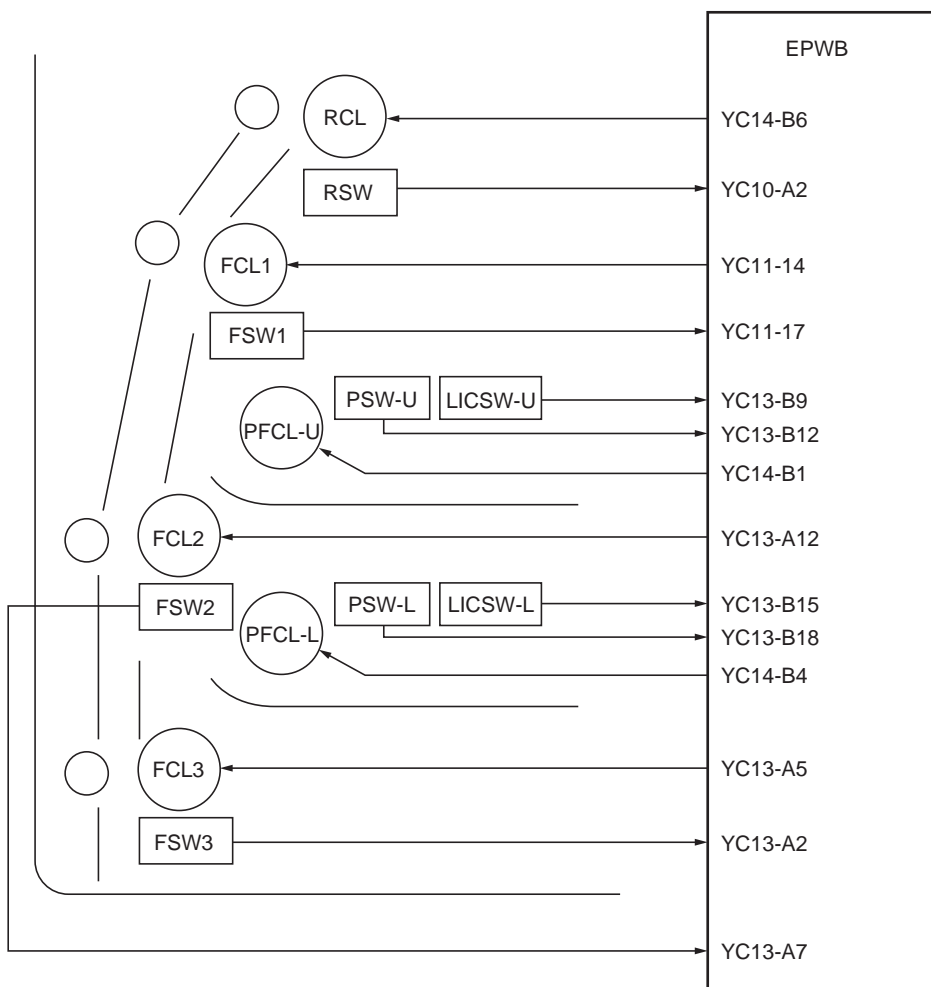 EPWB
RCL
YC14-B6
RSW
YC10-A2
FCL1
YC11-14
FSW1
YC11-17
PSW-U
LICSW-U
YC13-B9
PFCL-U
YC13-B12
YC14-B1
FCL2
YC13-A12
FSW2
PSW-L
LICSW-L
YC13-B15
PFCL-L
YC13-B18
YC14-B4
FCL3
YC13-A5
FSW3
YC13-A2
YC13-A7